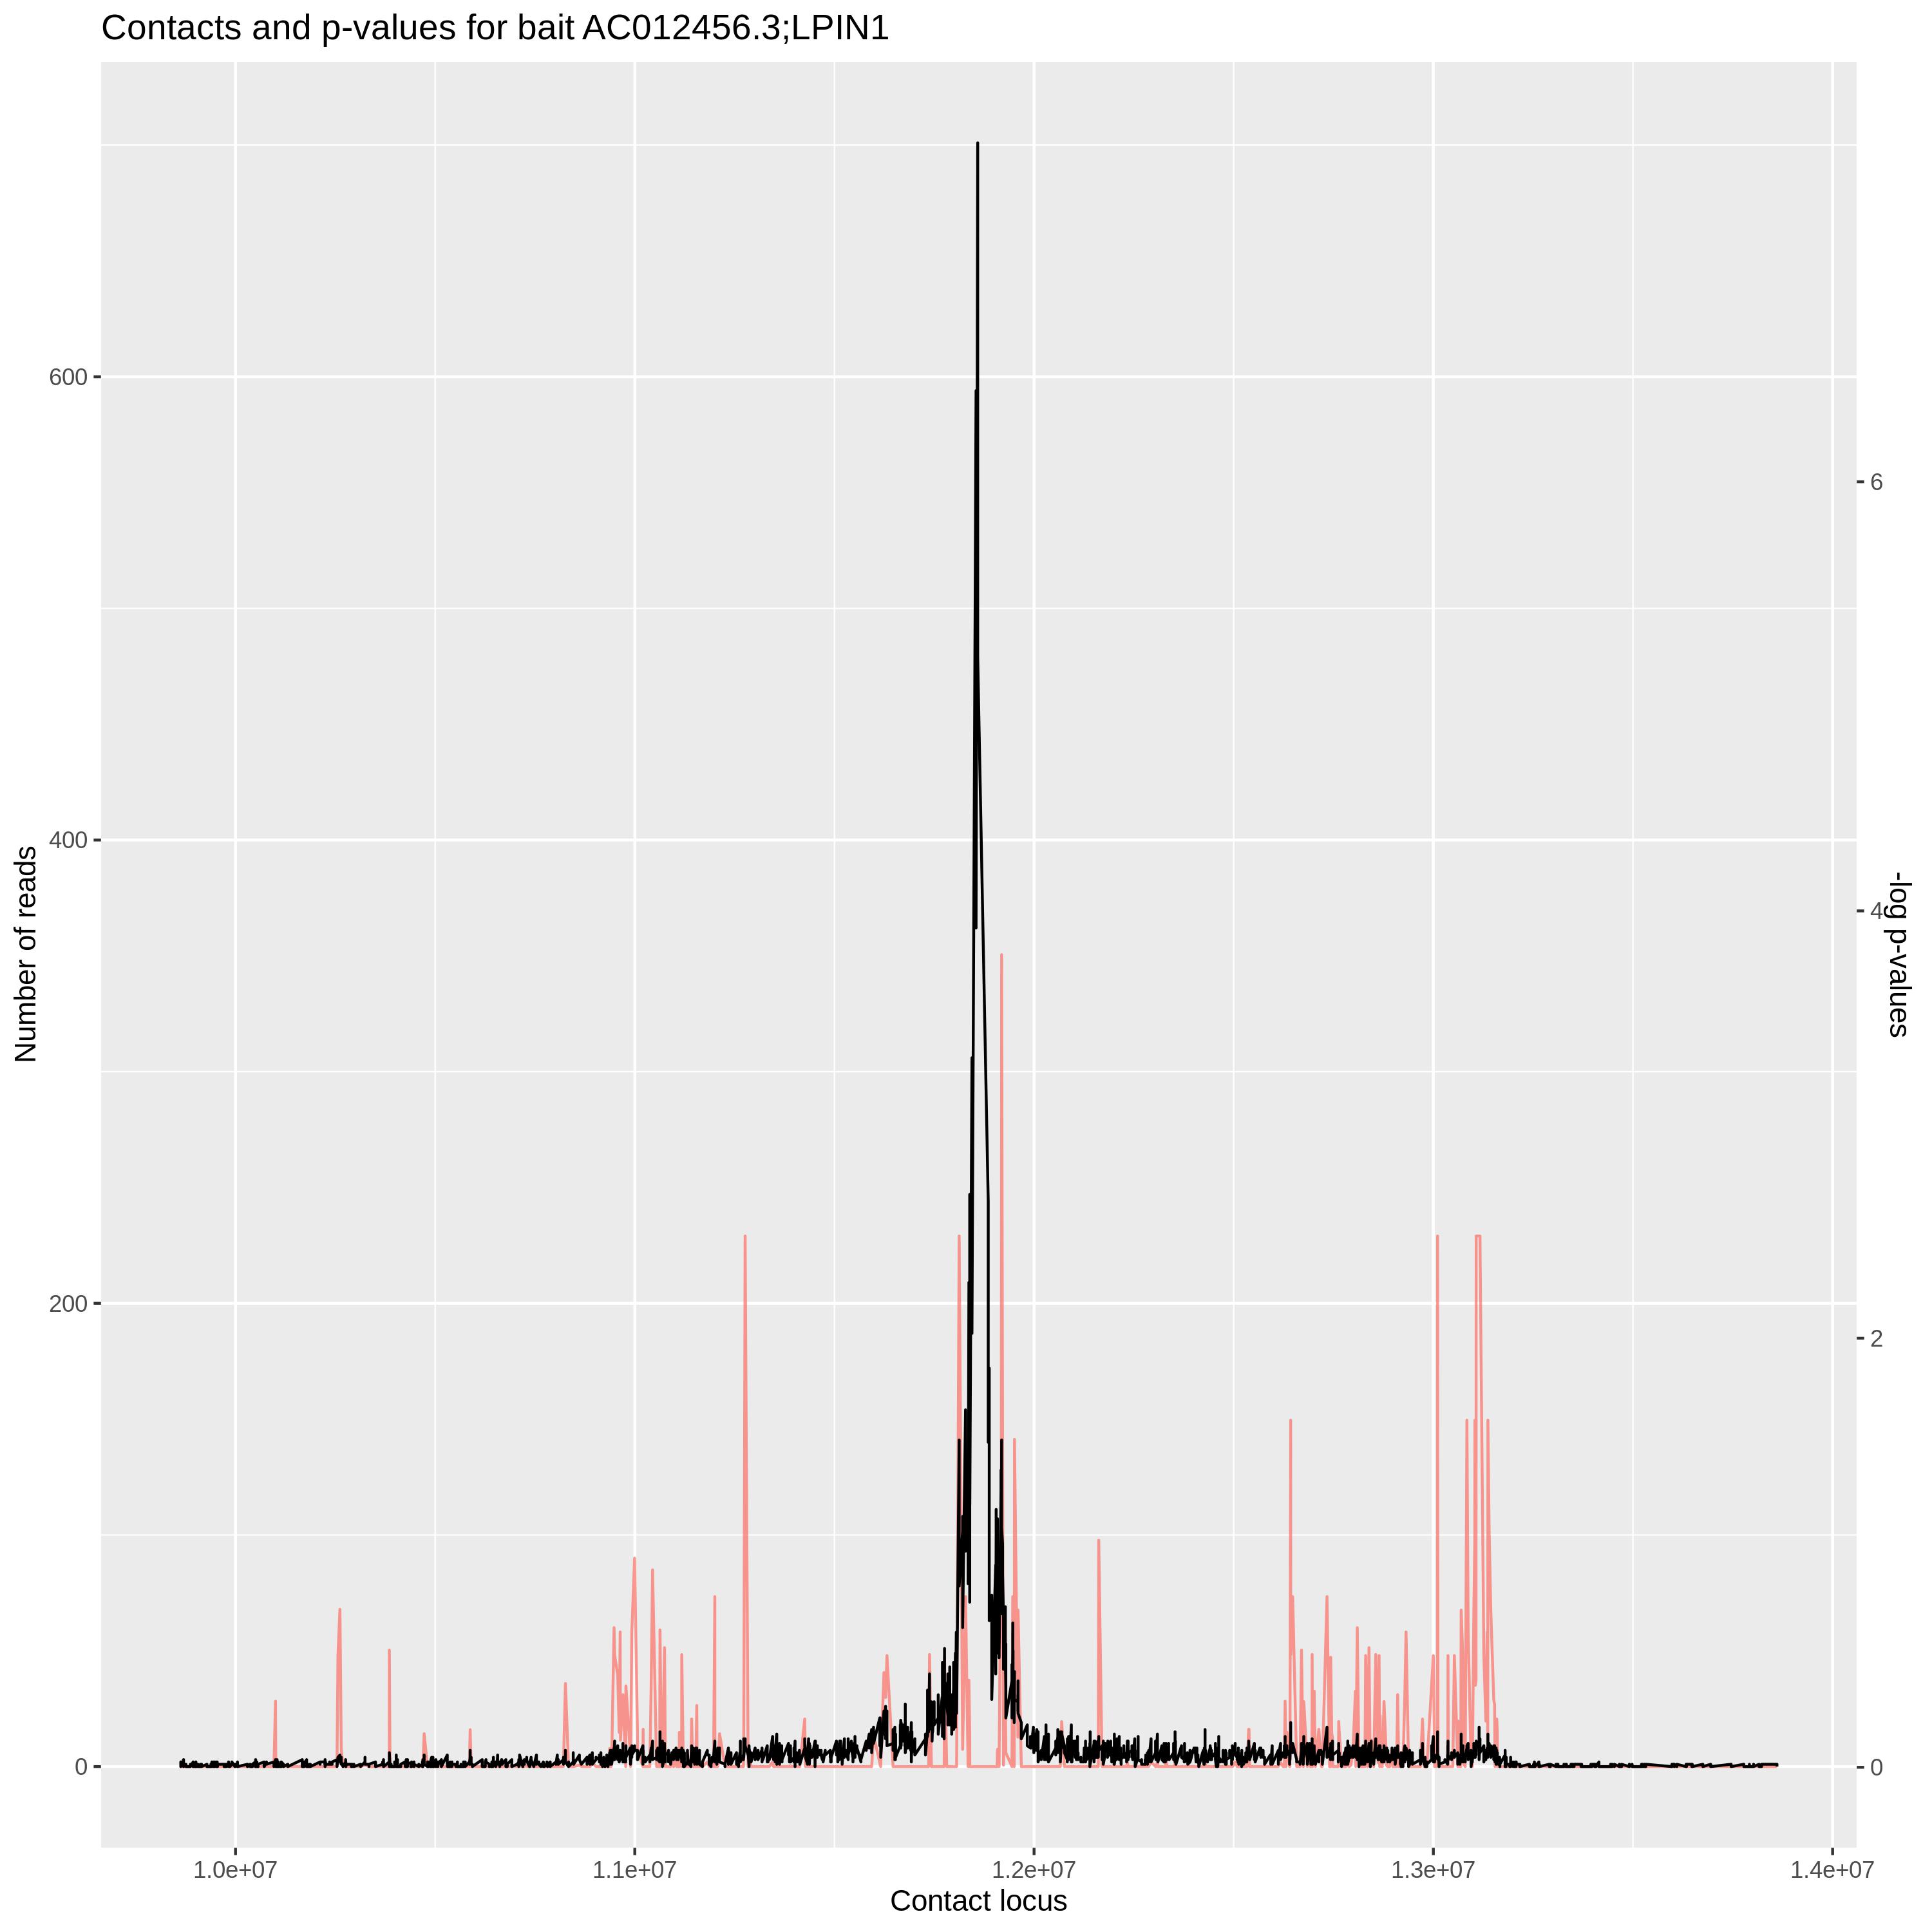 Contacts and p-values for bait AC012456.3;LPIN1
Number of reads
600
400
200
0
6
4
2
0
-log p-values
1.0e+07 1.1e+07 1.2e+07 1.3e+07 1.4e+07
Contact locus